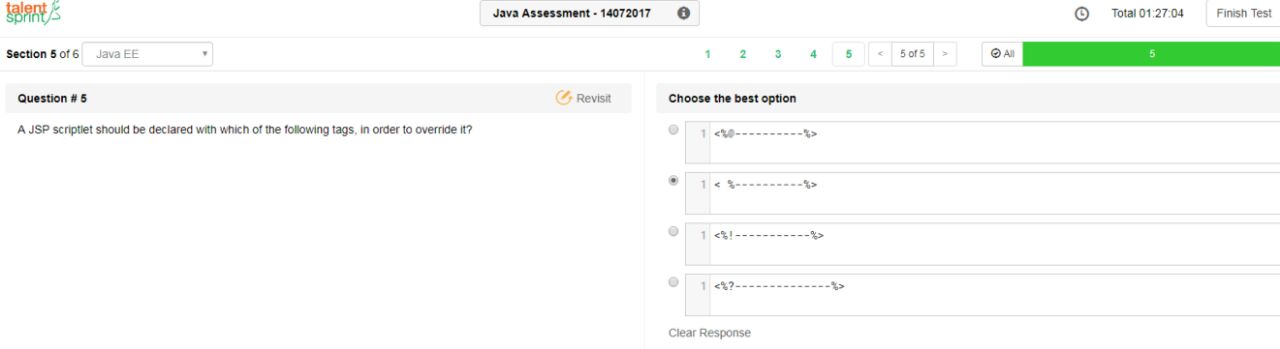 talent
sprint
Java Assessment - 14072017
Total 01:27:04
Finish Test
Section 5 of 6
Java EE
1 2 3 4 5 < 5 of 5 >
All
5
Question # 5
Revisit
A JSP scriptlet should be declared with which of the following tags, in order to override it?
Choose the best option
1 <%@----------%>
1 < %----------%>
1 <%!-----------%>
1 <%?--------------%>
Clear Response